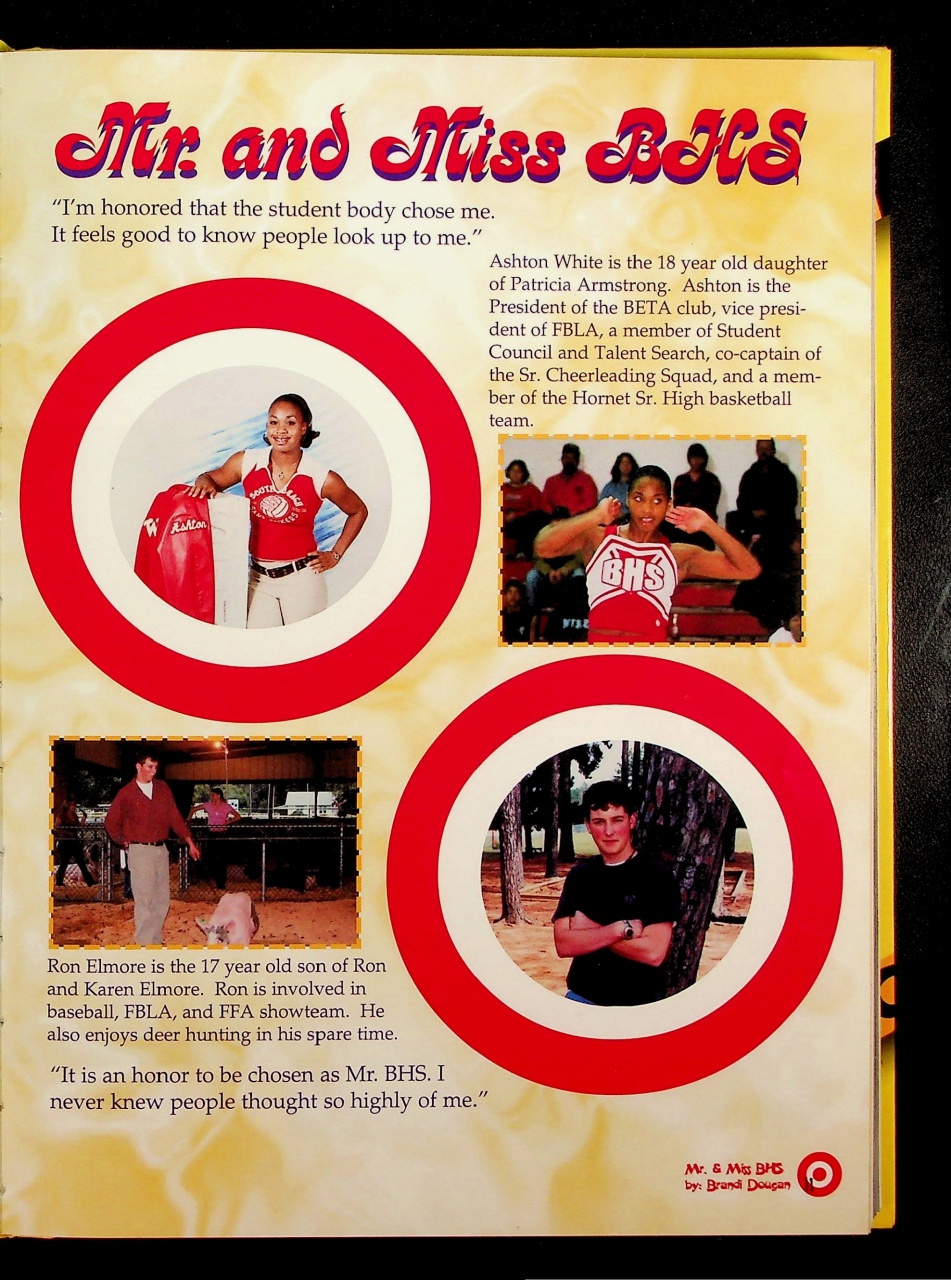 Mr. and Miss BHS
“I’m honored that the student body chose me.
It feels good to know people look up to me.”
Ashton White is the 18 year old daughter
of Patricia Armstrong.  Ashton is the
President of the BETA club, vice presi-
dent of FBLA, a member of Student
Council and Talent Search, co-captain of
the Sr. Cheerleading Squad, and a mem-
ber of the Hornet Sr. High basketball
team.
Ashton
BHS
Ron Elmore is the 17 year old son of Ron
and Karen Elmore.  Ron is involved in
baseball, FBLA, and FFA showteam.  He
also enjoys deer hunting in his spare time.
“It is an honor to be chosen as Mr. BHS. I
never knew people thought so highly of me.”
Mr. & Miss BHS
by: Brandi Dougan